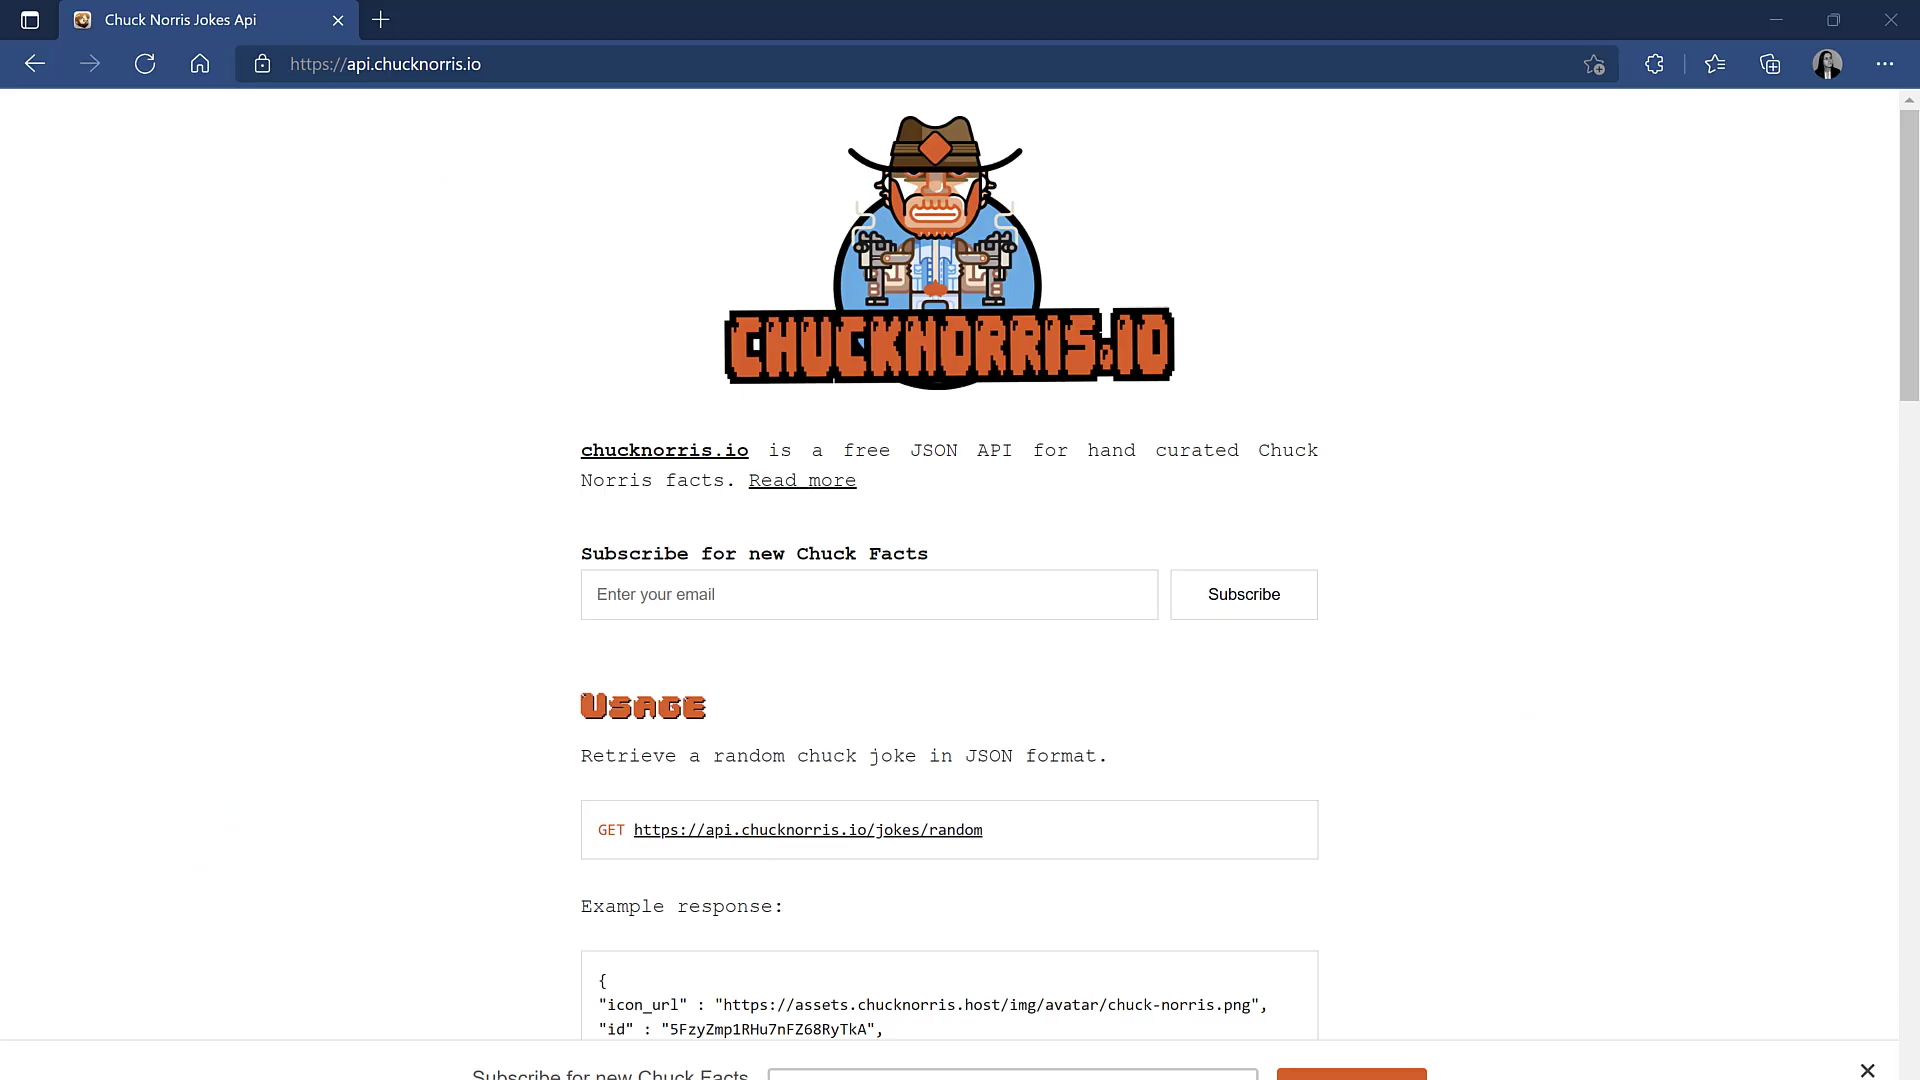 Chuck Norris Jokes Api
https://api.chucknorris.io
CHUCKNORRIS.IO
chucknorris.io is a free JSON API for hand curated Chuck
Norris facts. Read more
Subscribe for new Chuck Facts
Enter your email
Subscribe
USAGE
Retrieve a random chuck joke in JSON format.
GET https://api.chucknorris.io/jokes/random
Example response:
{
"icon_url" : "https://assets.chucknorris.host/img/avatar/chuck-norris.png",
"id" : "5FzyZmp1RHu7nFZ68RyTkA",
Subscribe for new Chuck Facts